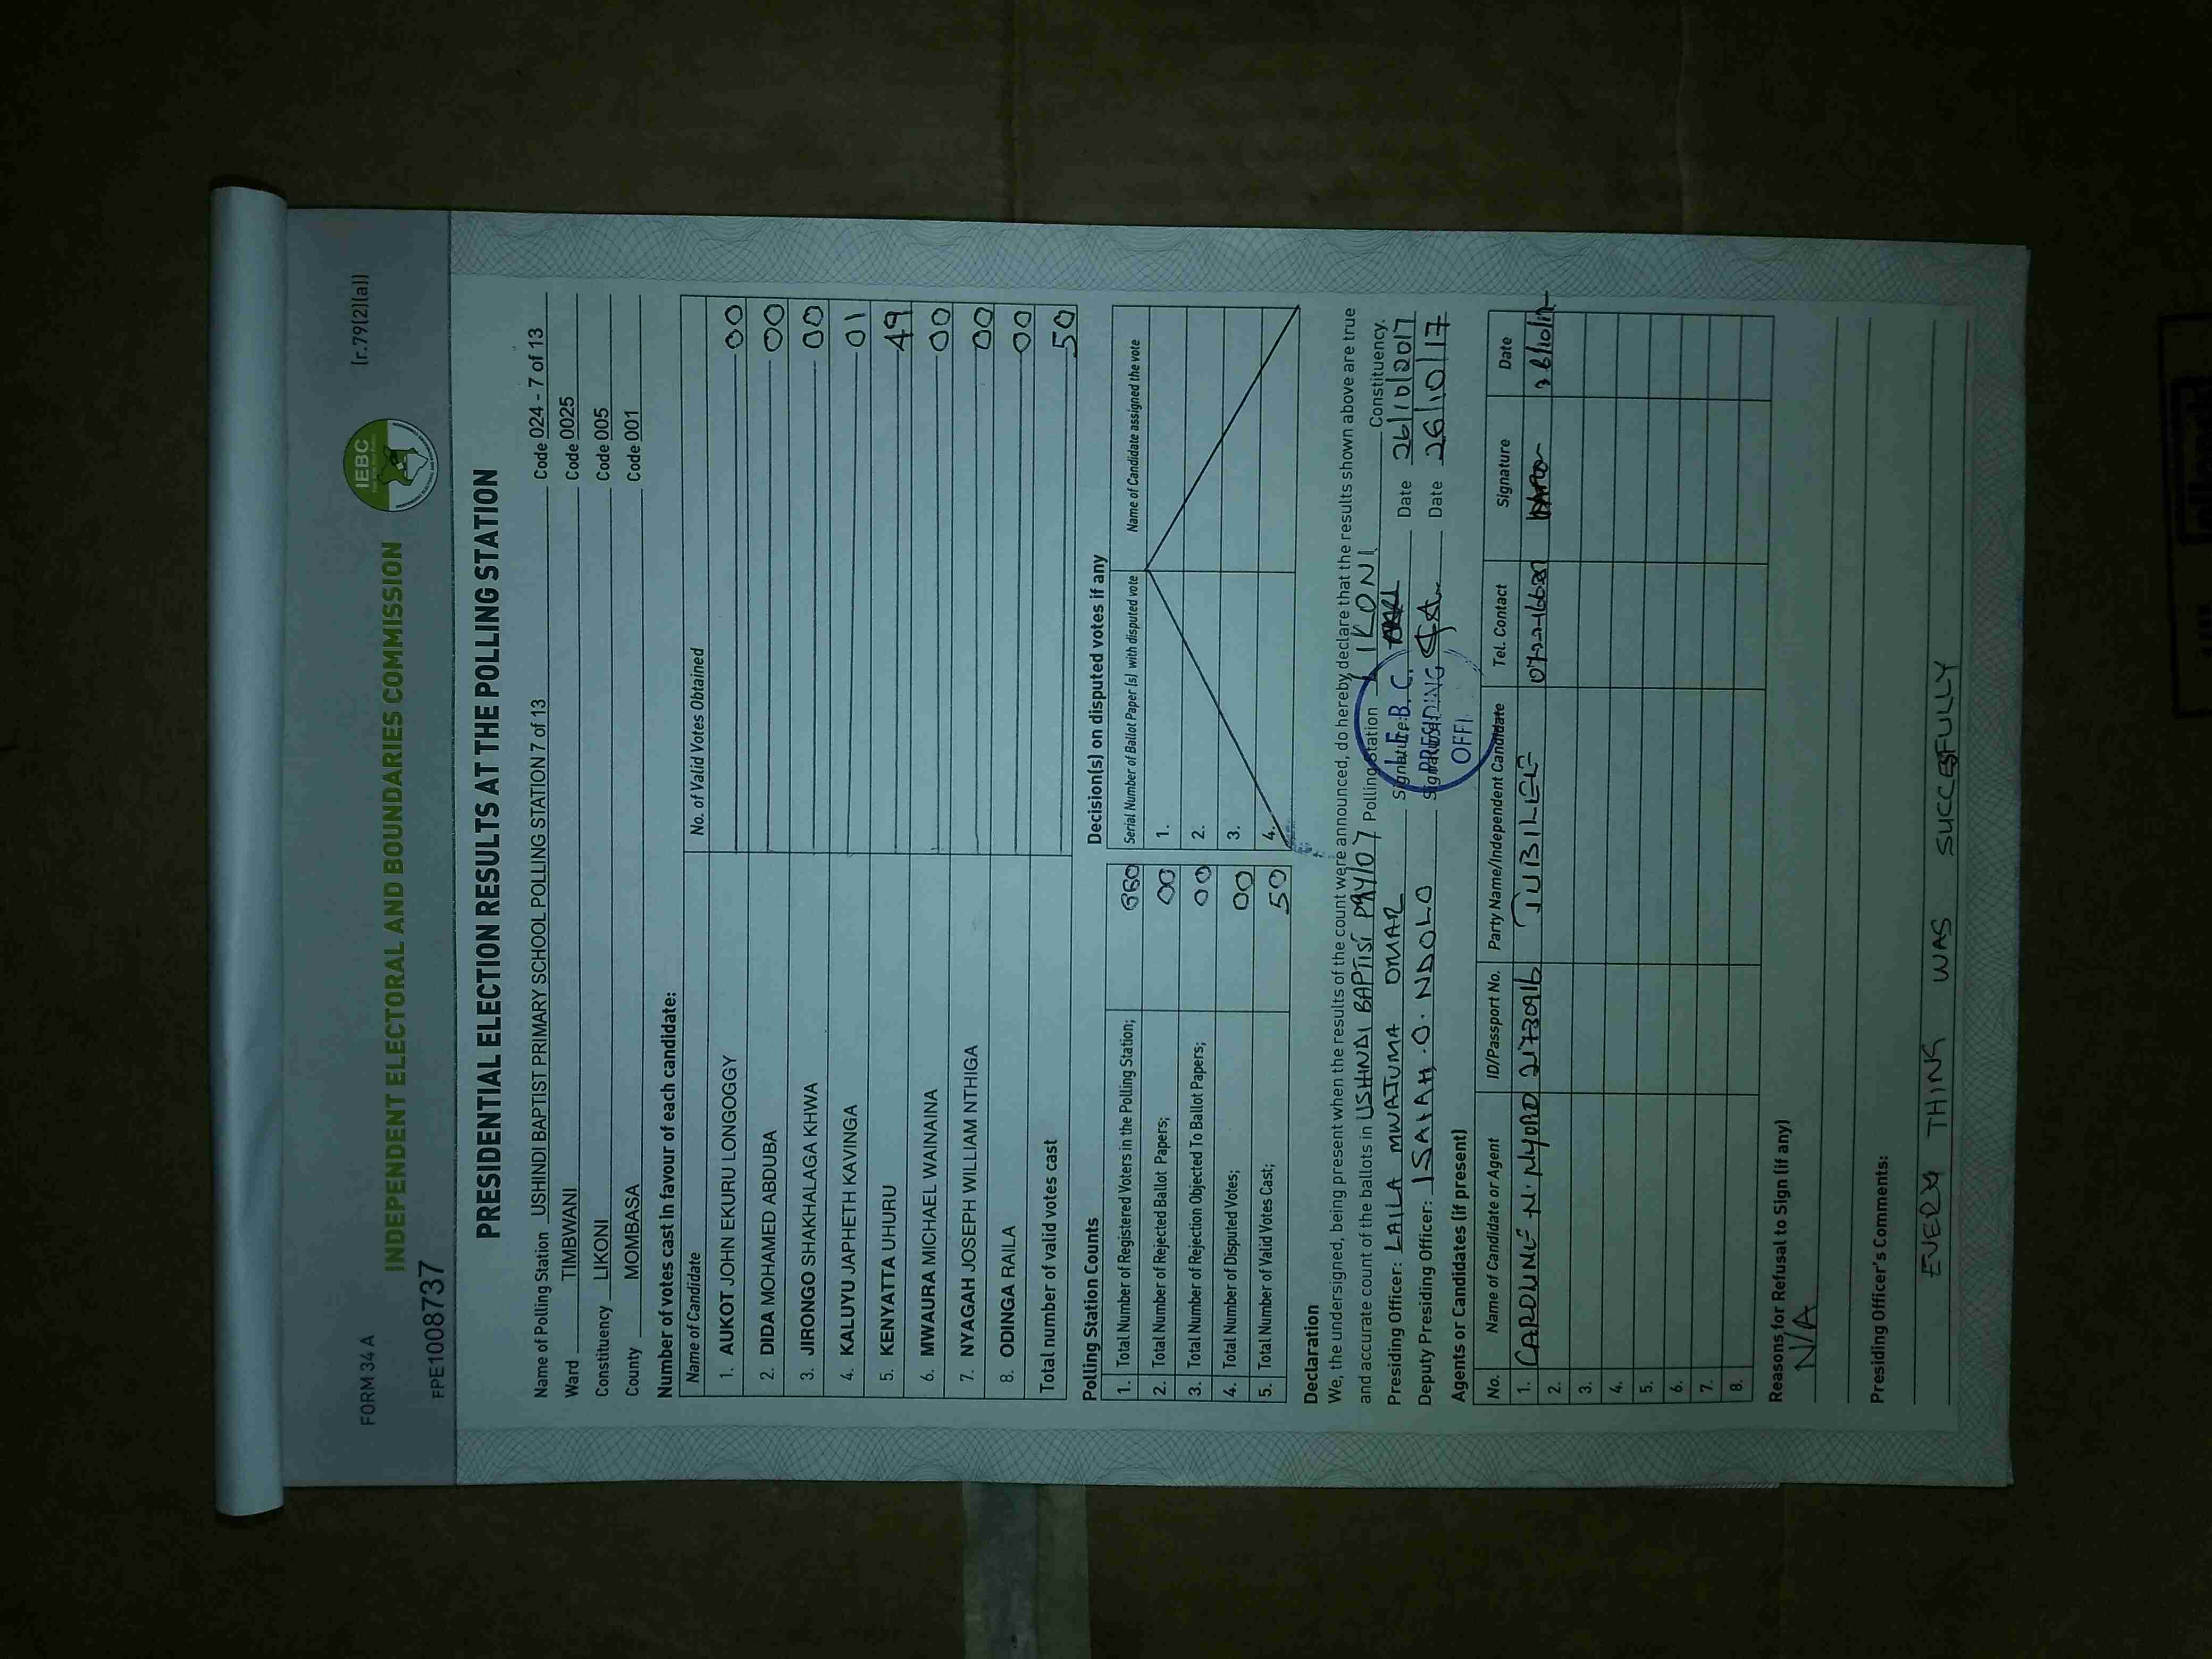 FORM 34 A
[r.79(2)(a)]
IEBC
INDEPENDENT ELECTORAL AND BOUNDARIES COMMISSION
FPE1008737
PRESIDENTIAL ELECTION RESULTS AT THE POLLING STATION
Name of Polling Station USHINDI BAPTIST PRIMARY SCHOOL POLLING STATION 7 of 13 Code 024 - 7 of 13
Ward TIMBWANI Code 0025
Constituency LIKONI Code 005
County MOMBASA Code 001
Number of votes cast in favour of each candidate:
Name of Candidate No. of Valid Votes Obtained
1. AUKOT JOHN EKURU LONGOGGY 00
2. DIDA MOHAMED ABDUBA 00
3. JIRONGO SHAKHALAGA KHWA 00
4. KALUYU JAPHETH KAVINGA 01
5. KENYATTA UHURU 49
6. MWAURA MICHAEL WAINAINA 00
7. NYAGAH JOSEPH WILLIAM NTHIGA 00
8. ODINGA RAILA 00
Total number of valid votes cast 50
Polling Station Counts
1. Total Number of Registered Voters in the Polling Station;
2. Total Number of Rejected Ballot Papers; 00
3. Total Number of Rejection Objected To Ballot Papers; 00
4. Total Number of Disputed Votes; 00
5. Total Number of Valid Votes Cast; 50
Decision(s) on disputed votes if any
Serial Number of Ballot Paper (s) with disputed vote Name of Candidate assigned the vote
1.
2.
3.
4.
Declaration
We, the undersigned, being present when the results of the count were announced, do hereby declare that the results shown above are true
and accurate count of the ballots in USHINDI BAPTIST PRY/07 Polling Station LIKONI Constituency.
Presiding Officer: LAILA MWAJUMA OMAR Signature: Date 26/10/2017
Deputy Presiding Officer: ISAIAH. O. NDOLO Signature: Date 26/10/17
I.E.B.C.
PRESIDING
OFFI
Agents or Candidates (if present)
No. Name of Candidate or Agent ID/Passport No. Party Name/Independent Candidate Tel. Contact Signature Date
1. N. JUBILEE
2.
3.
4.
5.
6.
7.
8.
Reasons for Refusal to Sign (if any)
N/A
Presiding Officer's Comments:
EVERY THING WAS SUCCESFULLY